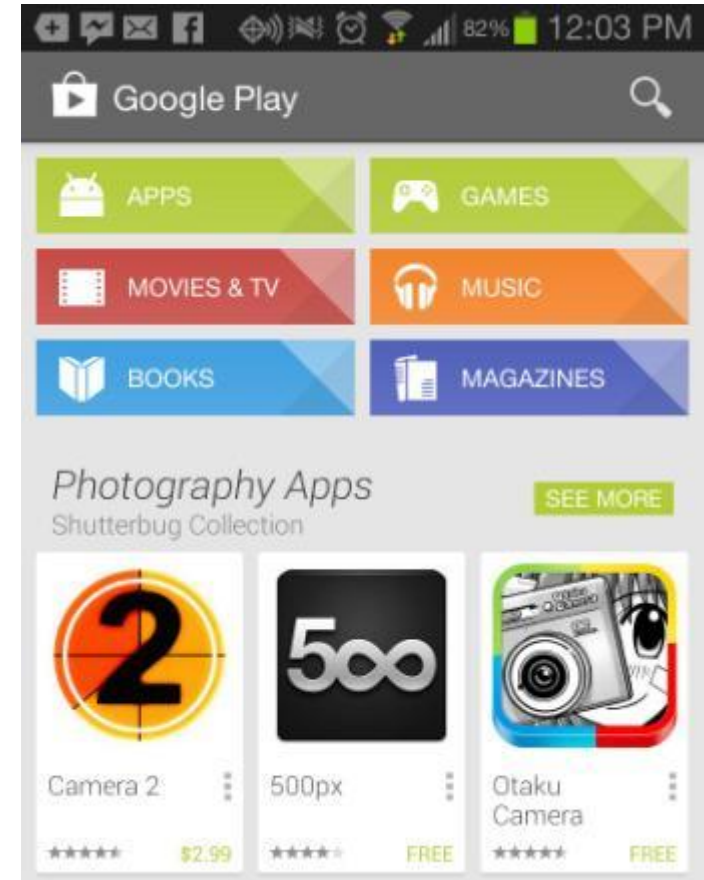 82% 12:03 PM
Google Play
APPS GAMES
MOVIES & TV MUSIC
BOOKS MAGAZINES
Photography Apps
SEE MORE
Shutterbug Collection
2
500
Camera 2 500px Otaku
Camera
$2.99 FREE FREE